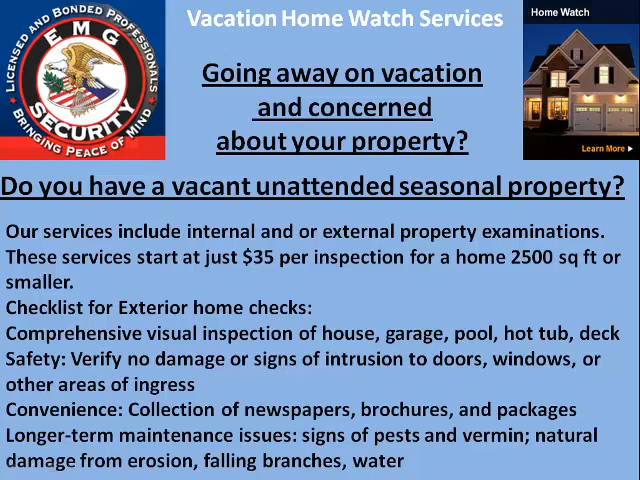 LICENSED AND BONDED PROFESSIONALS
EMG
SECURITY
BRINGING PEACE OF MIND
Vacation Home Watch Services
Home Watch
Learn More
Going away on vacation
and concerned
about your property?
Do you have a vacant unattended seasonal property?
Our services include internal and or external property examinations.
These services start at just $35 per inspection for a home 2500 sq ft or
smaller.
Checklist for Exterior home checks:
Comprehensive visual inspection of house, garage, pool, hot tub, deck
Safety: Verify no damage or signs of intrusion to doors, windows, or
other areas of ingress
Convenience: Collection of newspapers, brochures, and packages
Longer-term maintenance issues: signs of pests and vermin; natural
damage from erosion, falling branches, water